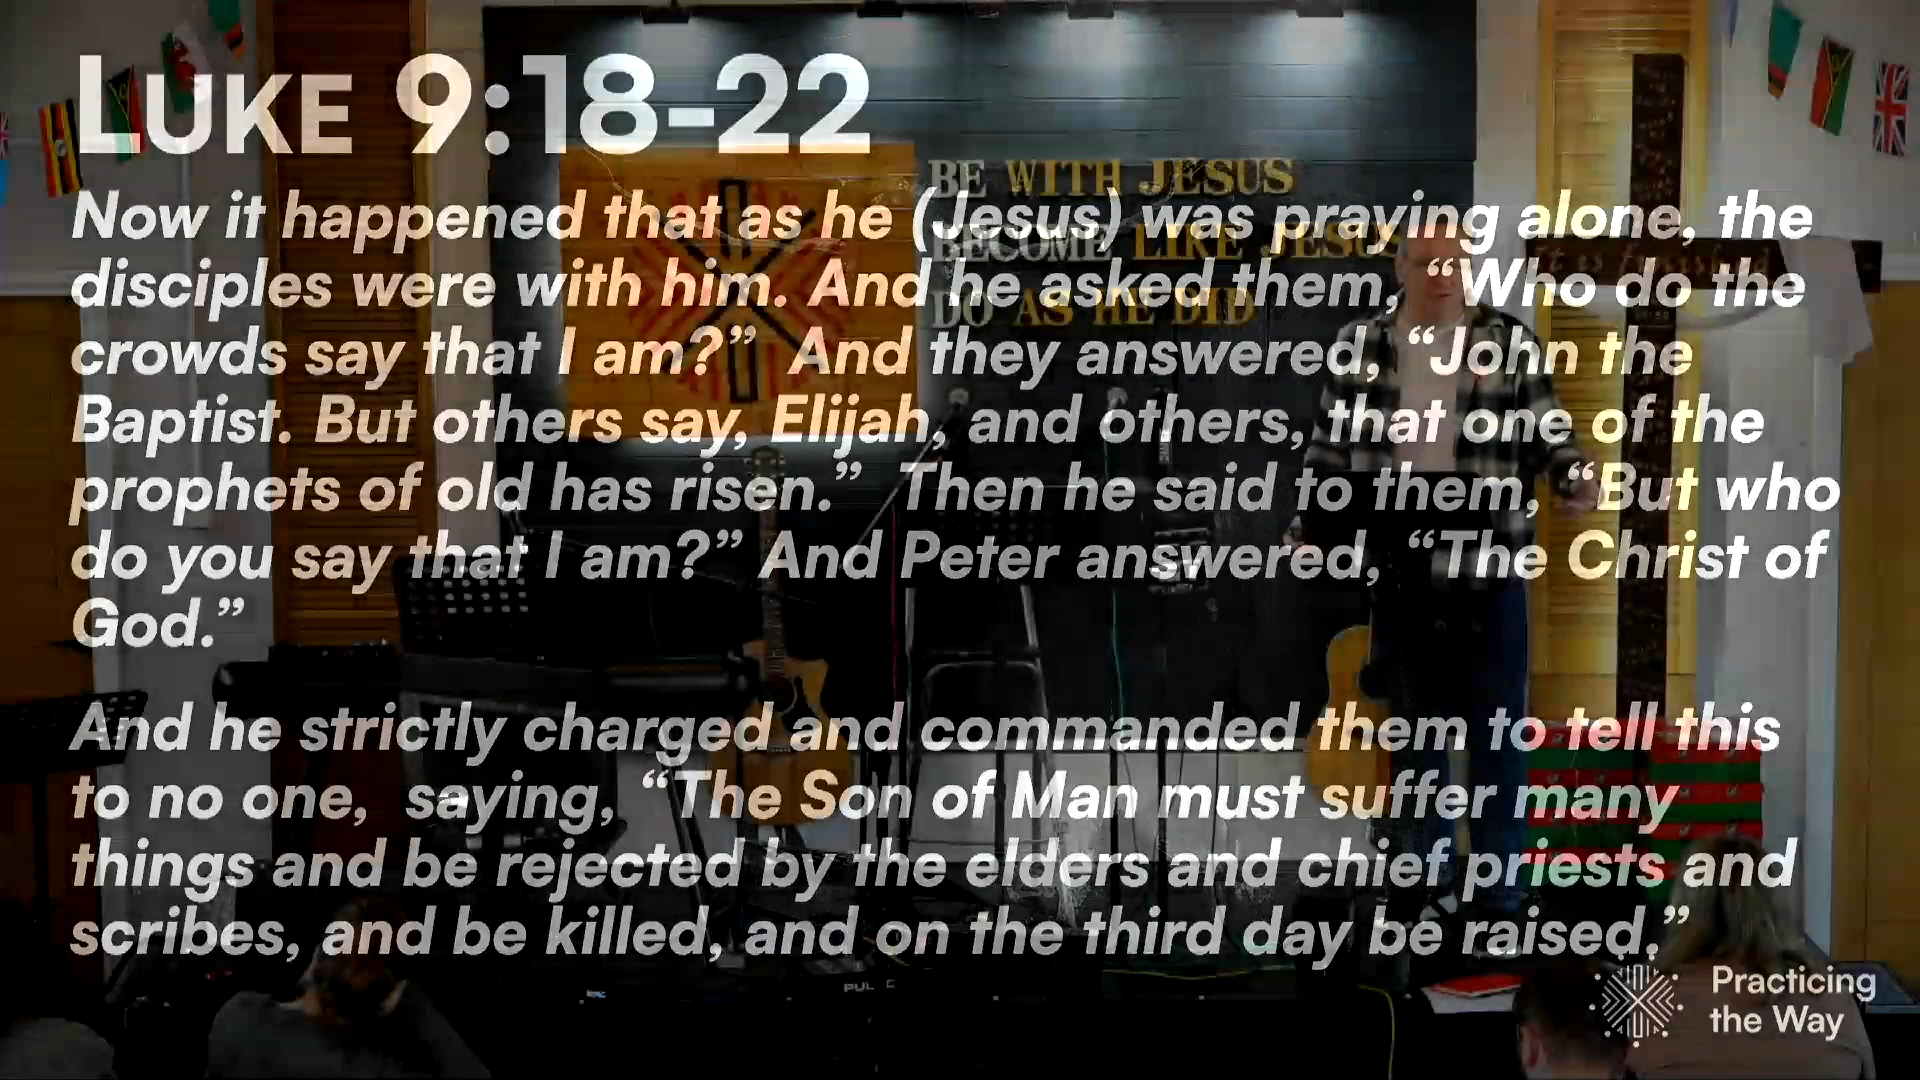 LUKE 9:18-22
BE WITH JESUS
BECOME LIKE JESUS
DO AS HE DID
Now it happened that as he (Jesus) was praying alone, the
disciples were with him. And he asked them, “Who do the
crowds say that I am?”  And they answered, “John the
Baptist. But others say, Elijah, and others, that one of the
prophets of old has risen.”  Then he said to them, “But who
do you say that I am?” And Peter answered, “The Christ of
God.”
And he strictly charged and commanded them to tell this
to no one,  saying, “The Son of Man must suffer many
things and be rejected by the elders and chief priests and
scribes, and be killed, and on the third day be raised.”
it is finished
Practicing
the Way